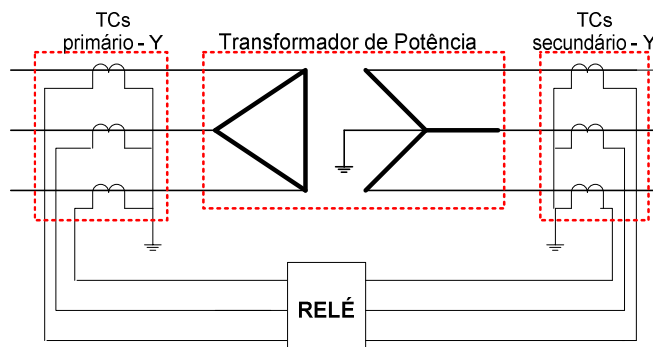 TCs
primário - Y
Transformador de Potência
TCs
secundário - Y
RELÉ